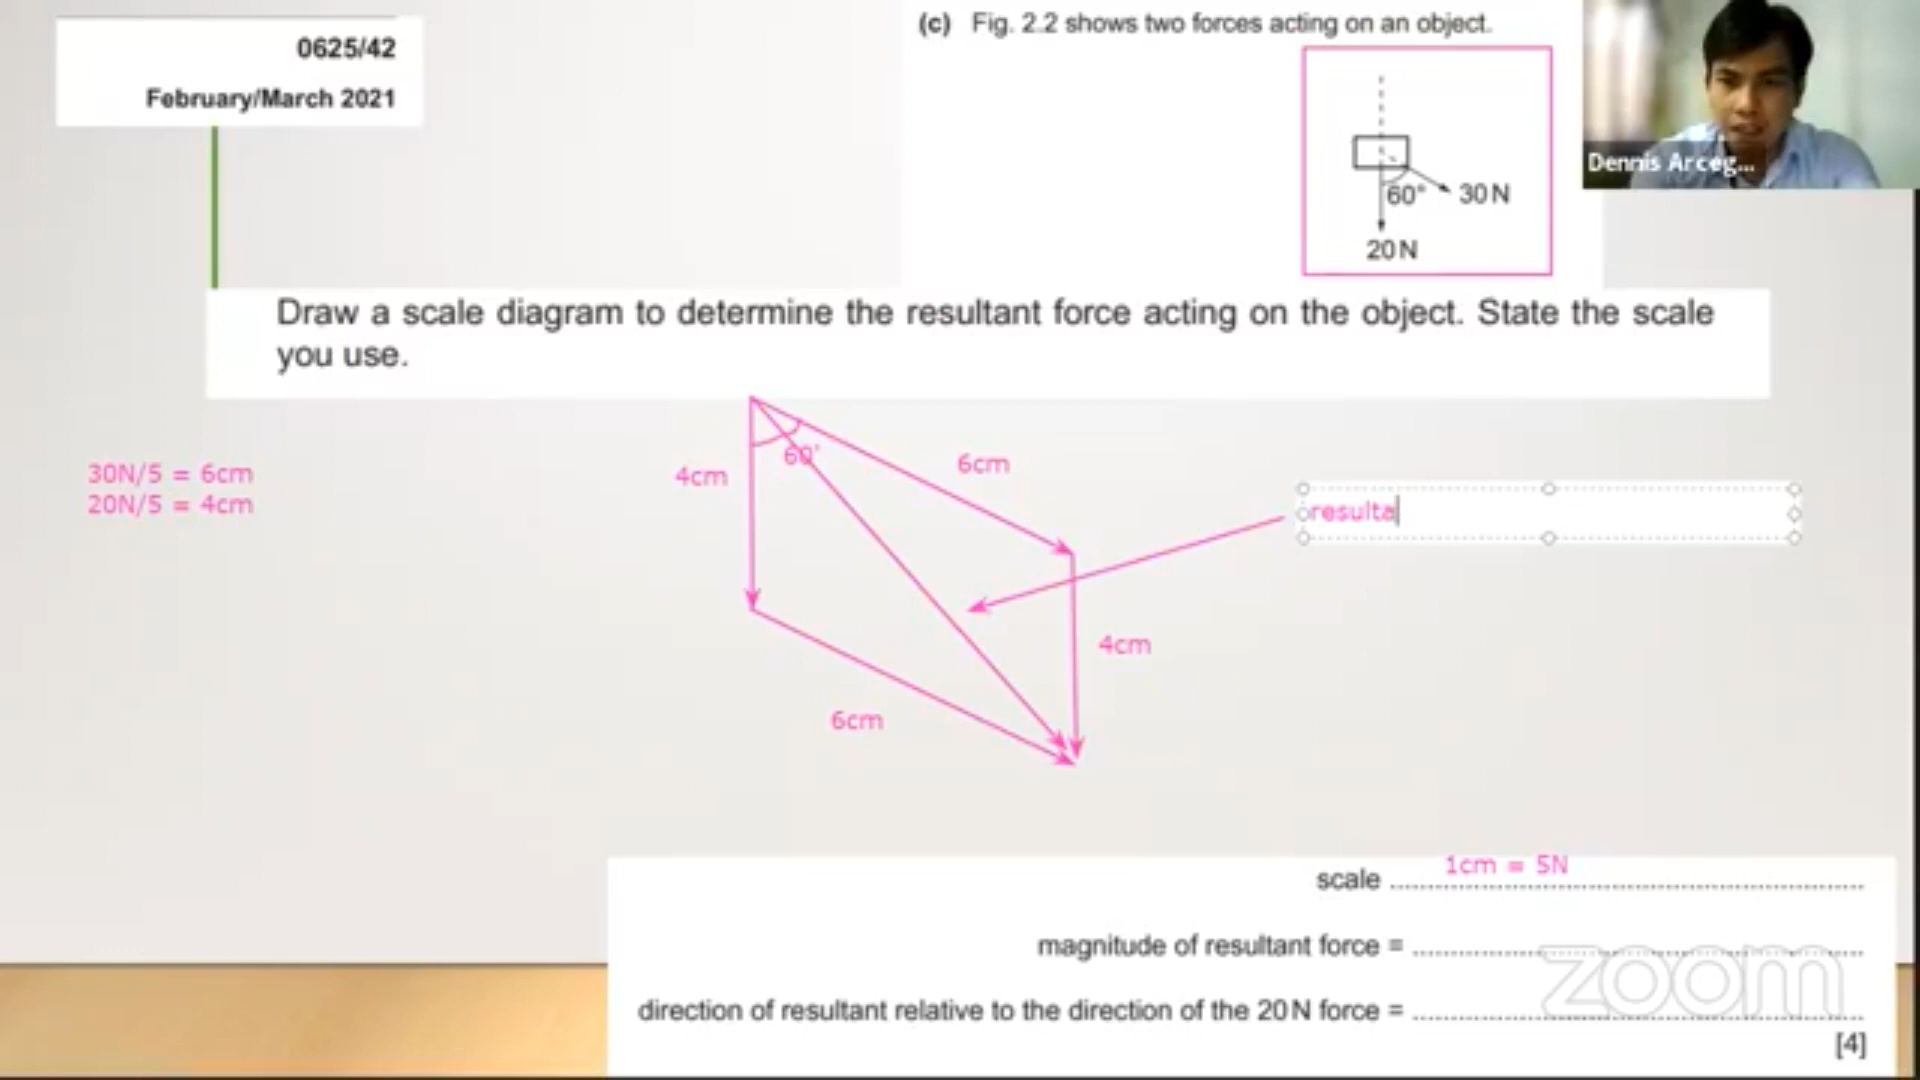 0625/42
February/March 2021
(c) Fig. 2.2 shows two forces acting on an object.
60°
30 N
20 N
Dennis Arceg...
Draw a scale diagram to determine the resultant force acting on the object. State the scale
you use.
30N/5 = 6cm
20N/5 = 4cm
4cm
60°
6cm
resulta
4cm
6cm
1cm = 5N
scale ................................................................
magnitude of resultant force = ................................................................
direction of resultant relative to the direction of the 20 N force = ................................................................
zoom
[4]